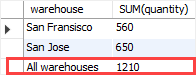 warehouse SUM(quantity)
San Fransisco 560
San Jose 650
All warehouses 1210